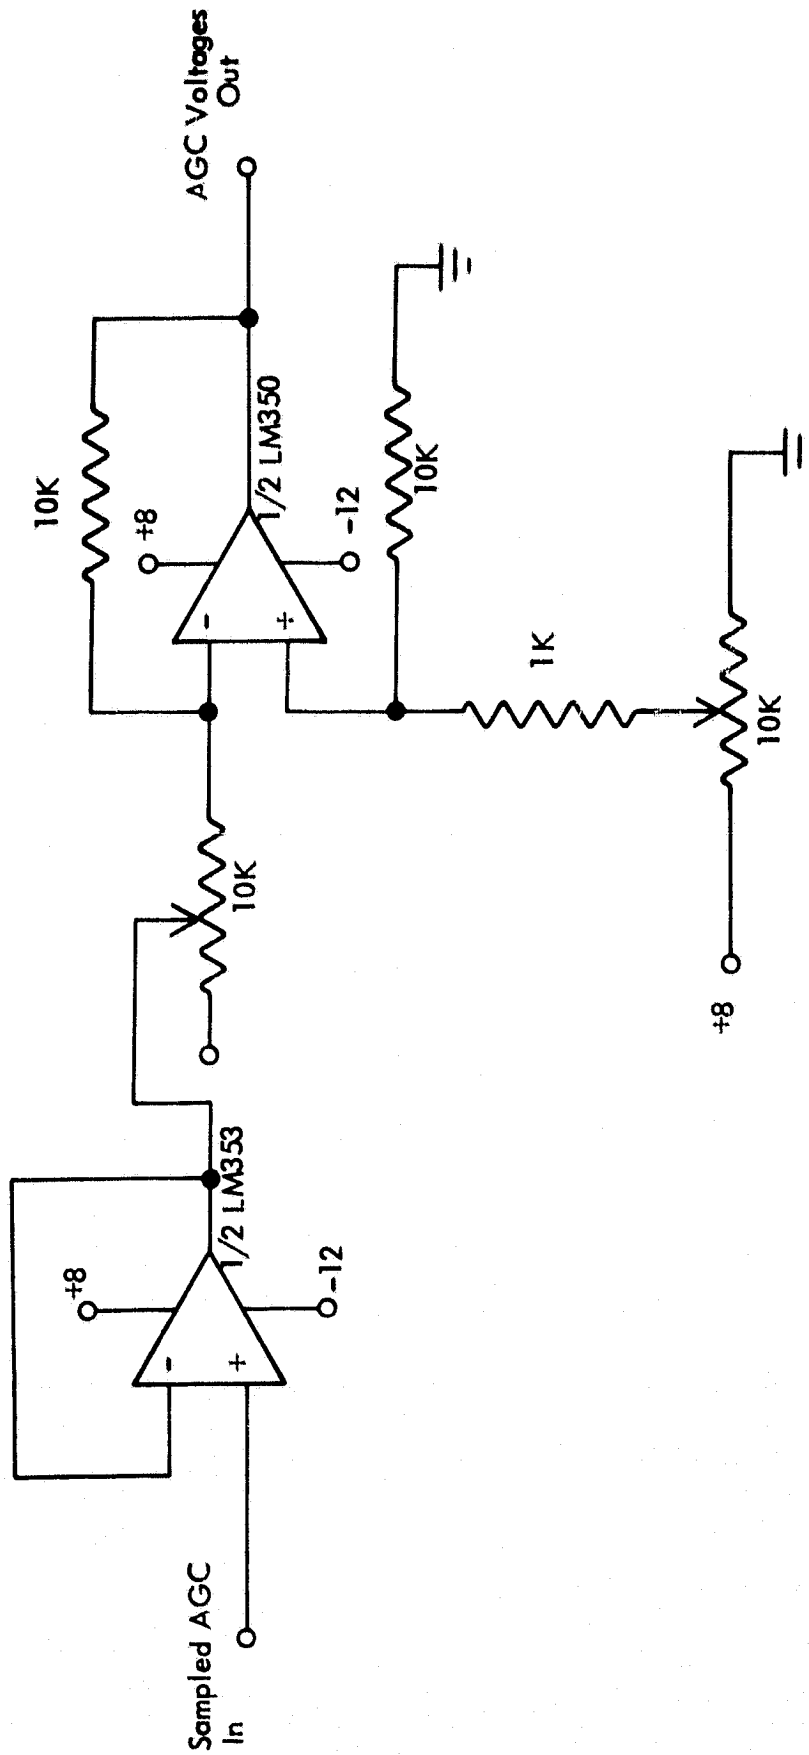 Sampled AGC
In
+8
-
+
-12
1/2 LM353
10K
10K
+8
-
+
-12
1/2 LM350
AGC Voltages
Out
10K
1K
+8
10K